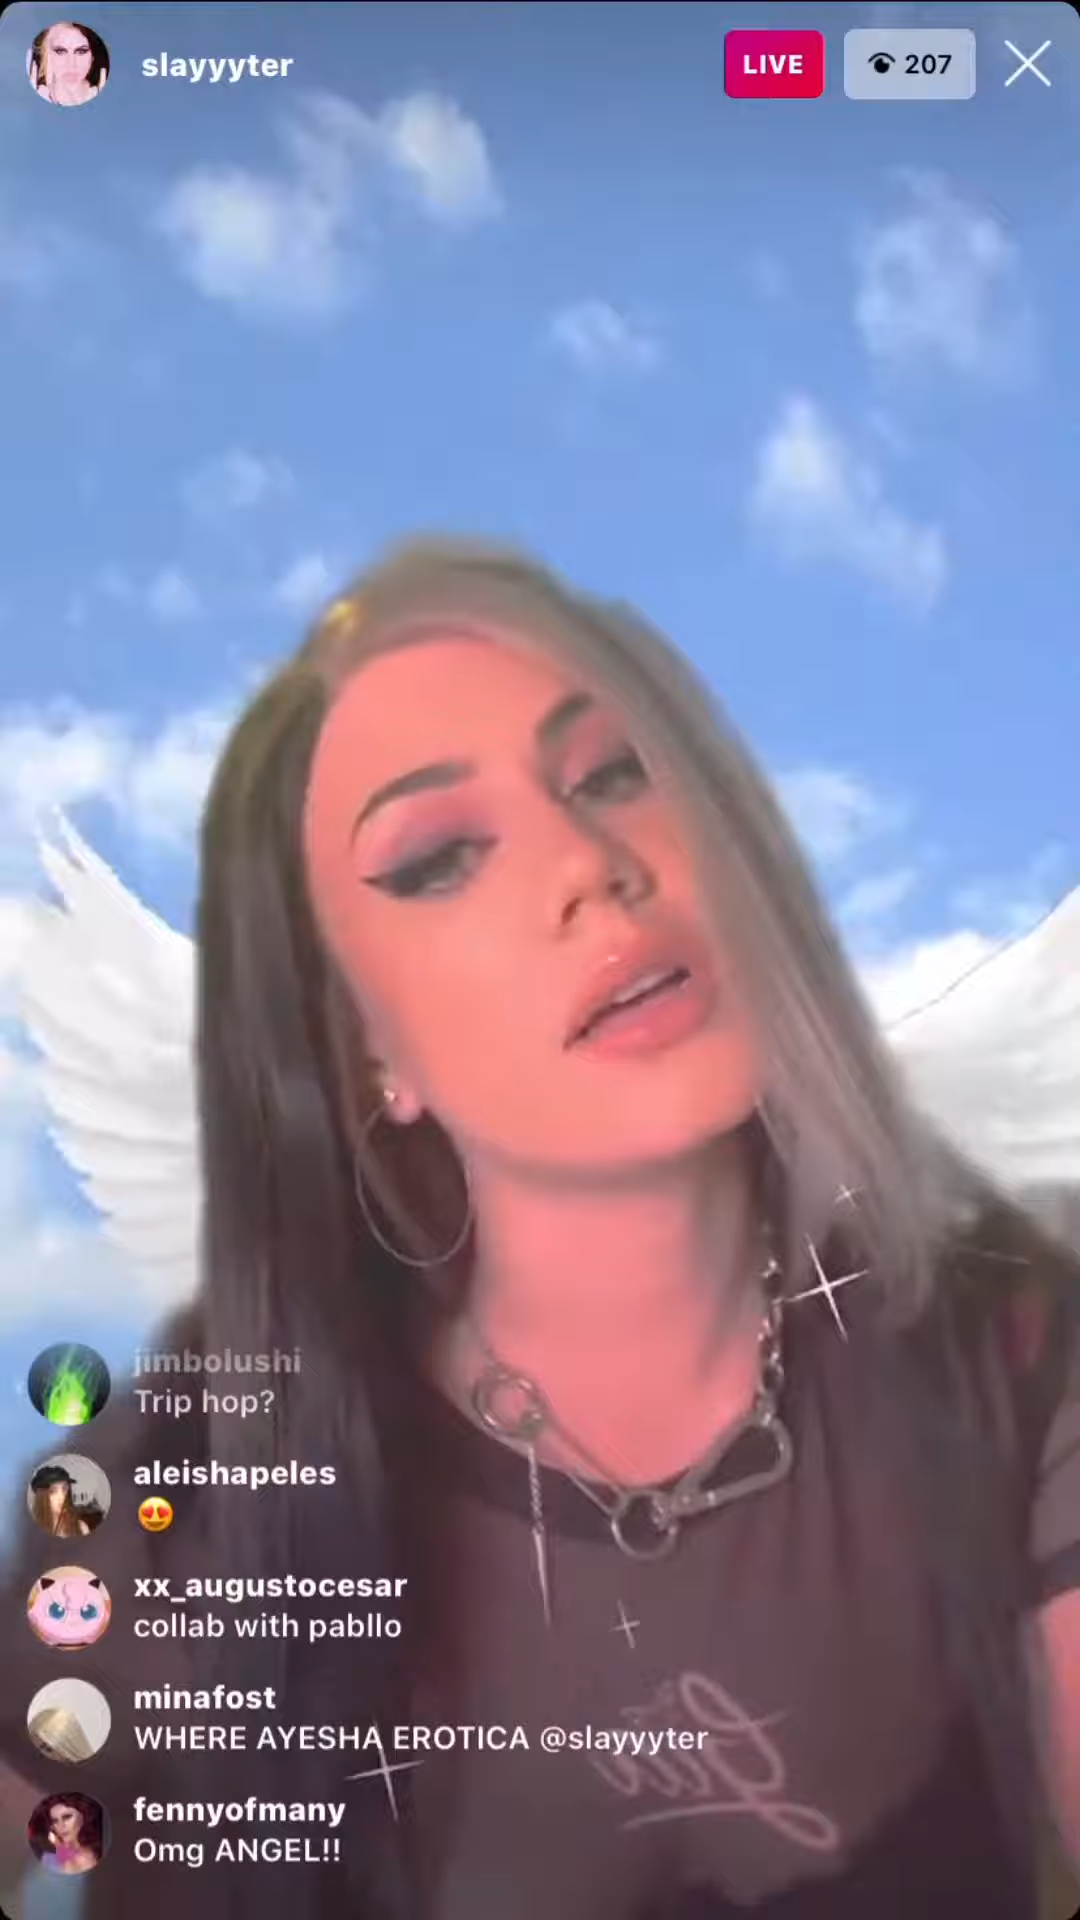 slayyyter
LIVE
207
jimbolushi
Trip hop?
aleishapeles
😍
xx_augustocesar
collab with pabllo
minafost
WHERE AYESHA EROTICA @slayyyter
fennyofmany
Omg ANGEL!!